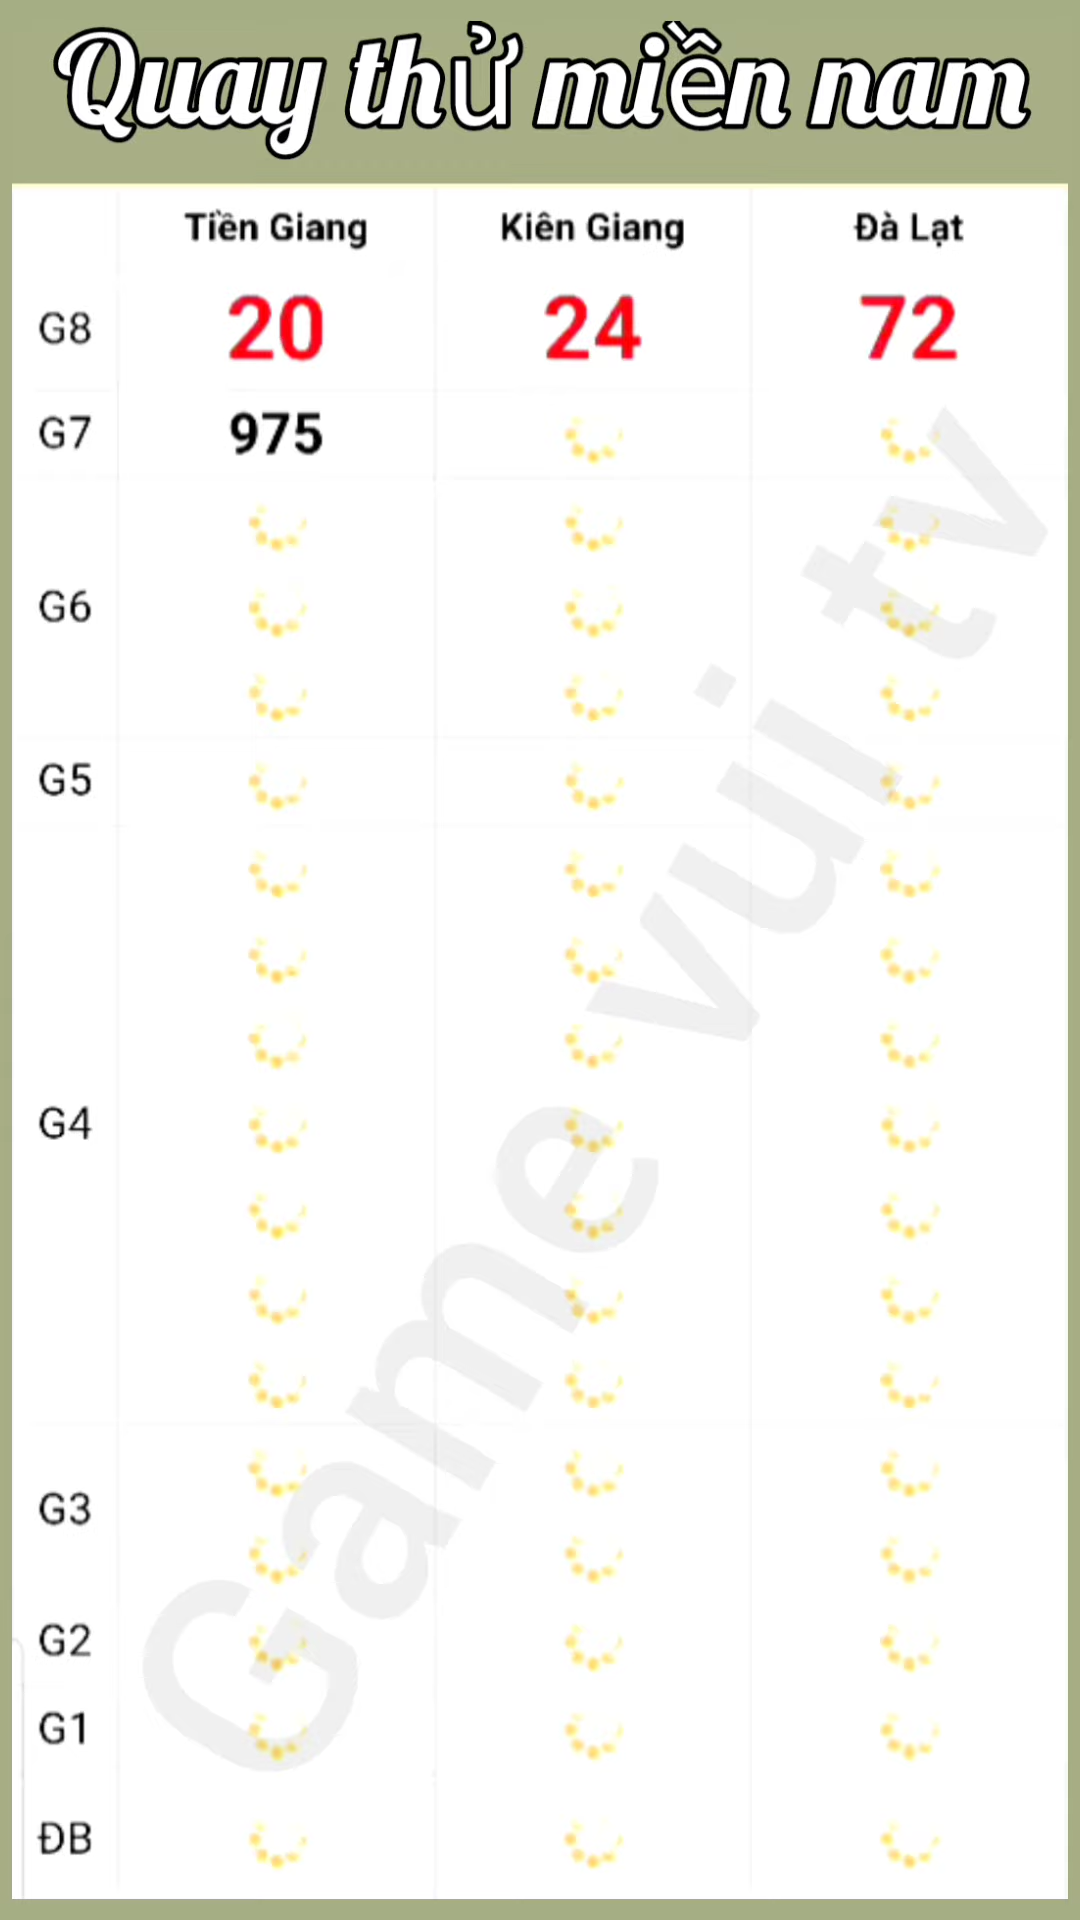 Quay thử miền nam
Tiền Giang Kiên Giang Đà Lạt
G8 20 24 72
G7 975
G6
G5
G4
G3
G2
G1
ĐB
Game vui tv